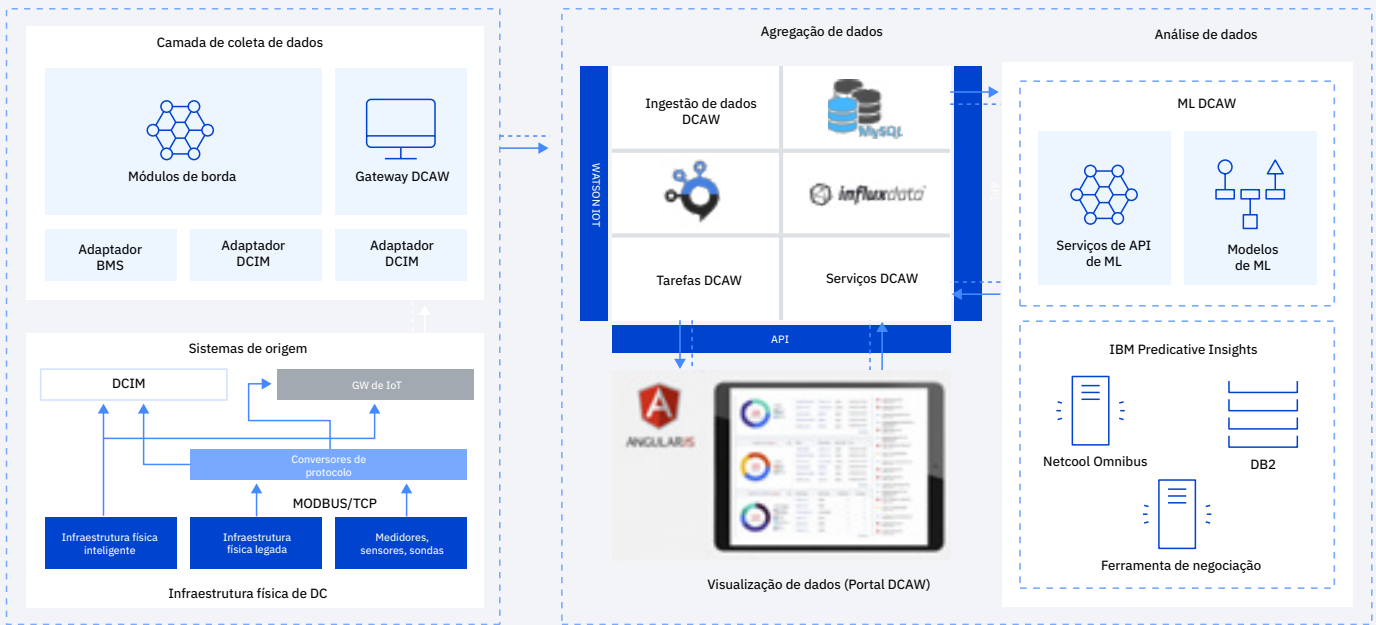 Camada de coleta de dados
Módulos de borda
Gateway DCAW
Adaptador
BMS
Adaptador
DCIM
Adaptador
DCIM
Sistemas de origem
DCIM
GW de IoT
Conversores de
protocolo
MODBUS/TCP
Infraestrutura física
inteligente
Infraestrutura
física legada
Medidores,
sensores, sondas
Infraestrutura física de DC
Agregação de dados
WATSON IOT
Ingestão de dados
DCAW
MySQL
influxdata
Tarefas DCAW
Serviços DCAW
API
API
ANGULARJS
Visualização de dados (Portal DCAW)
Análise de dados
ML DCAW
Serviços de API
de ML
Modelos
de ML
IBM Predicative Insights
Netcool Omnibus
DB2
Ferramenta de negociação